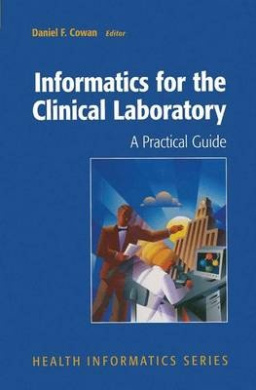 Daniel F. Cowan Editor
Informatics for the
Clinical Laboratory
A Practical Guide
HEALTH INFORMATICS SERIES